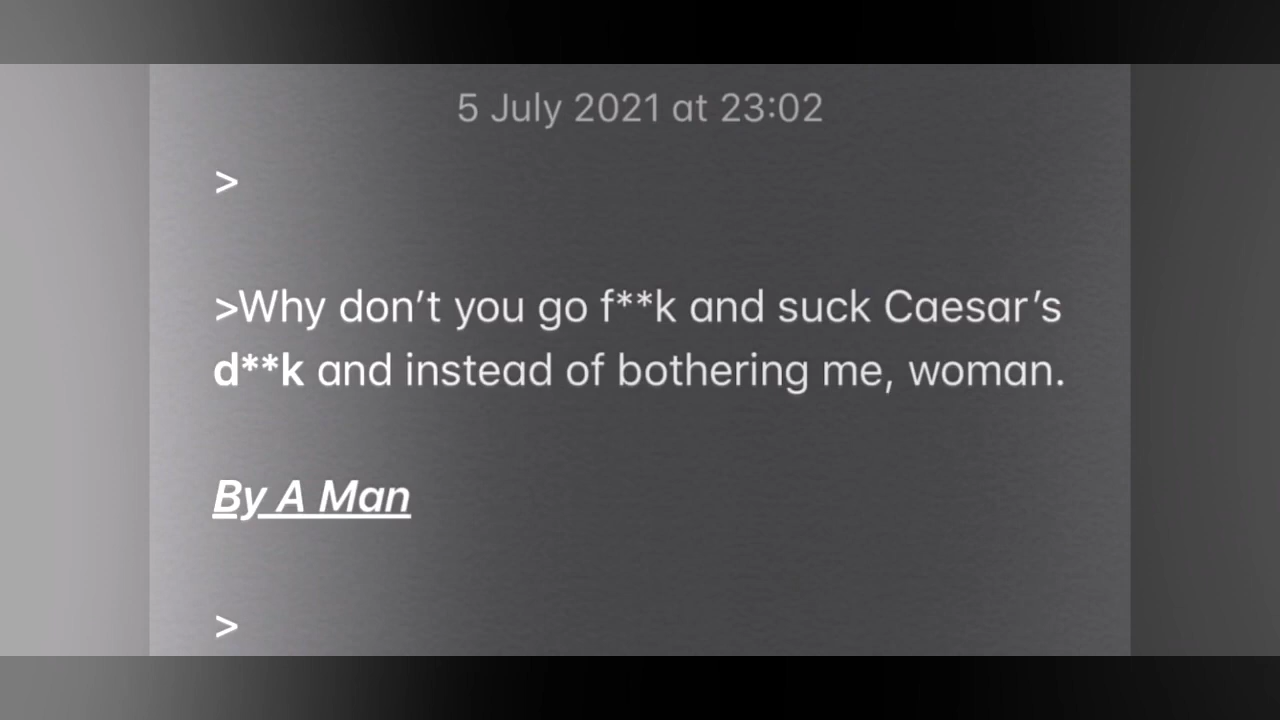 5 July 2021 at 23:02
>
>Why don’t you go f**k and suck Caesar’s
d**k and instead of bothering me, woman.
By A Man
>